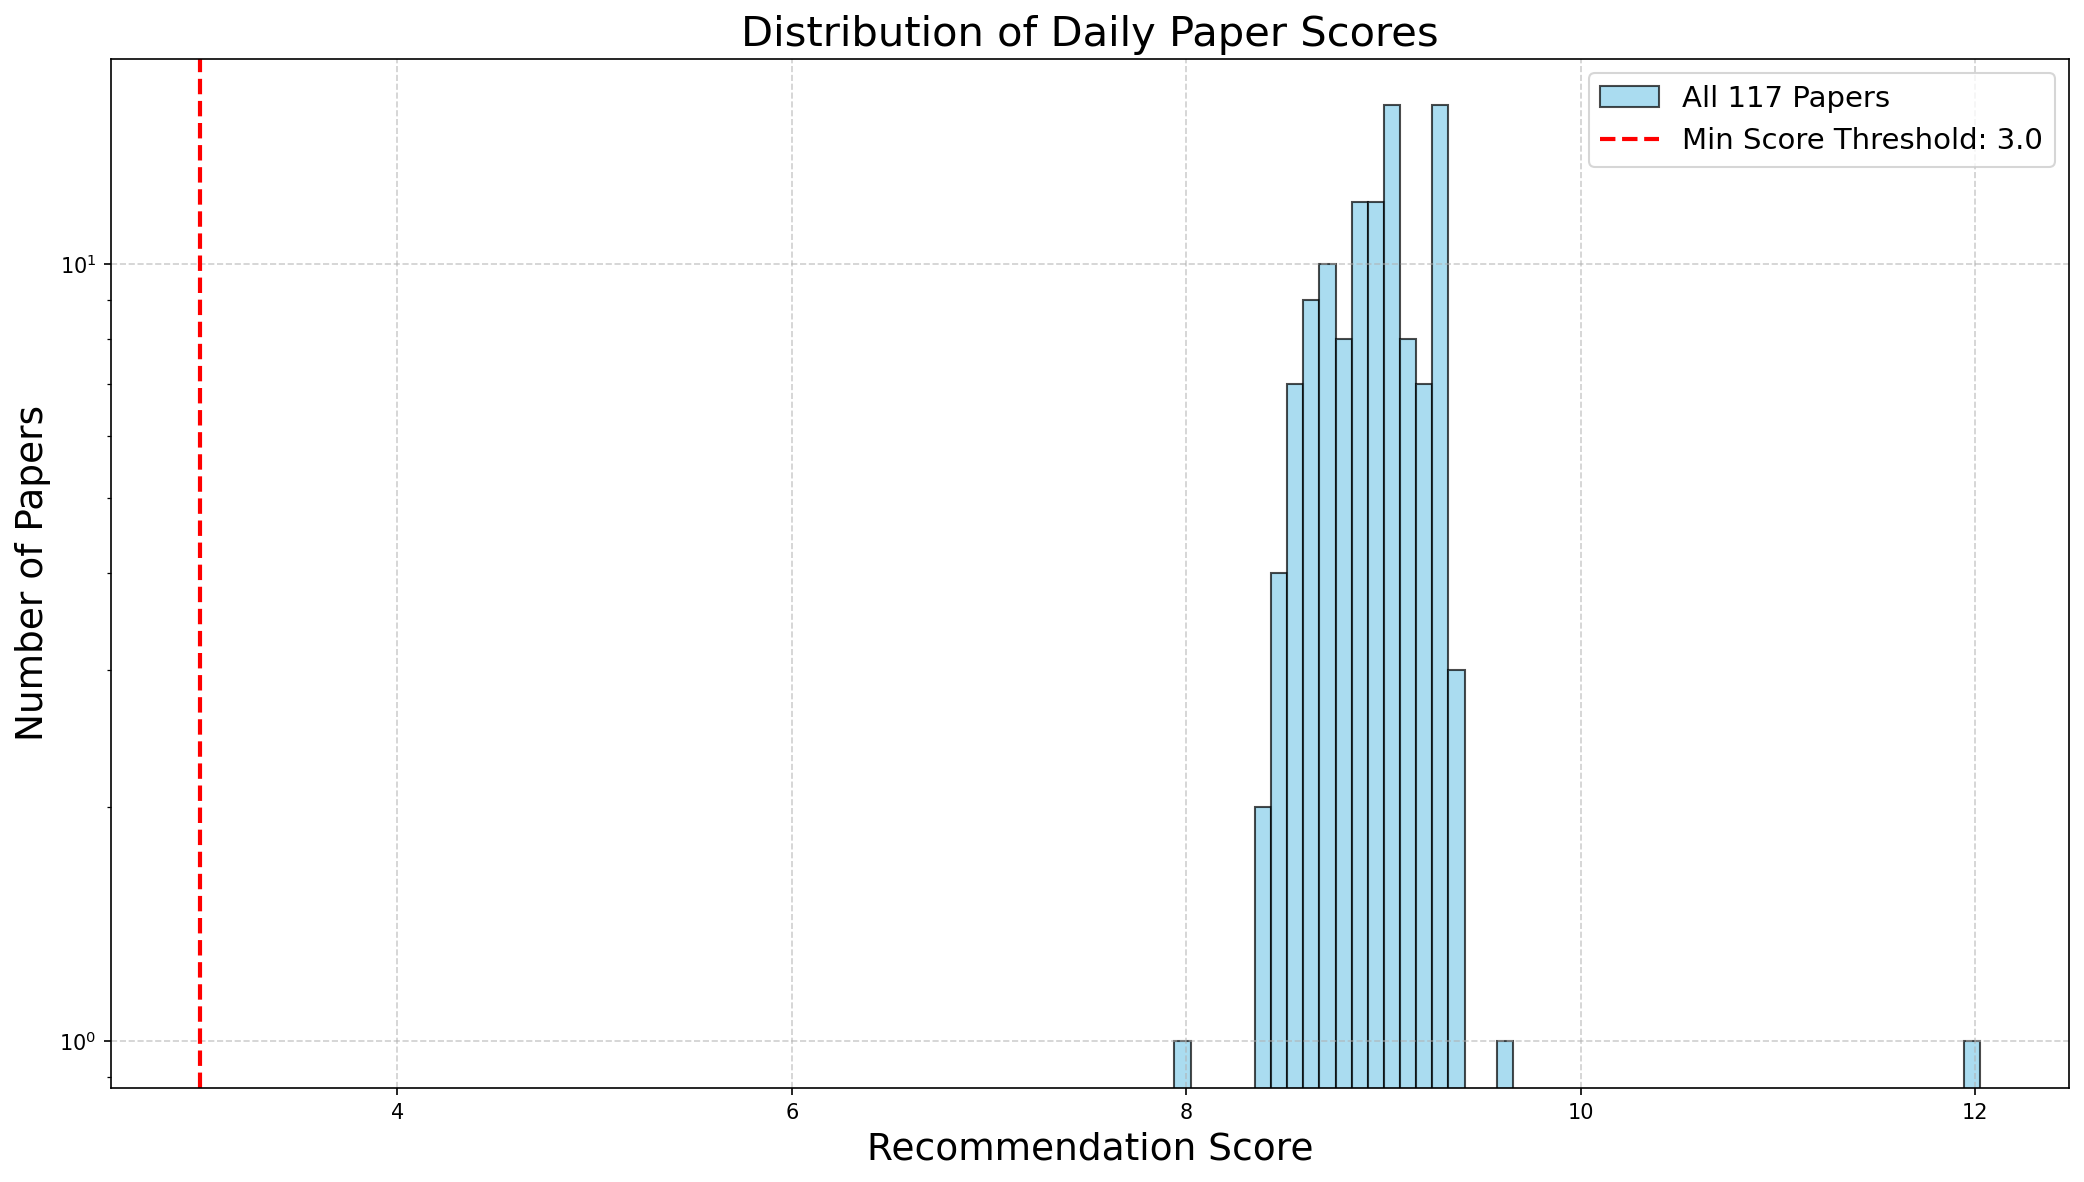 Distribution of Daily Paper Scores
All 117 Papers
Min Score Threshold: 3.0
Number of Papers
10¹
10⁰
4 6 8 10 12
Recommendation Score